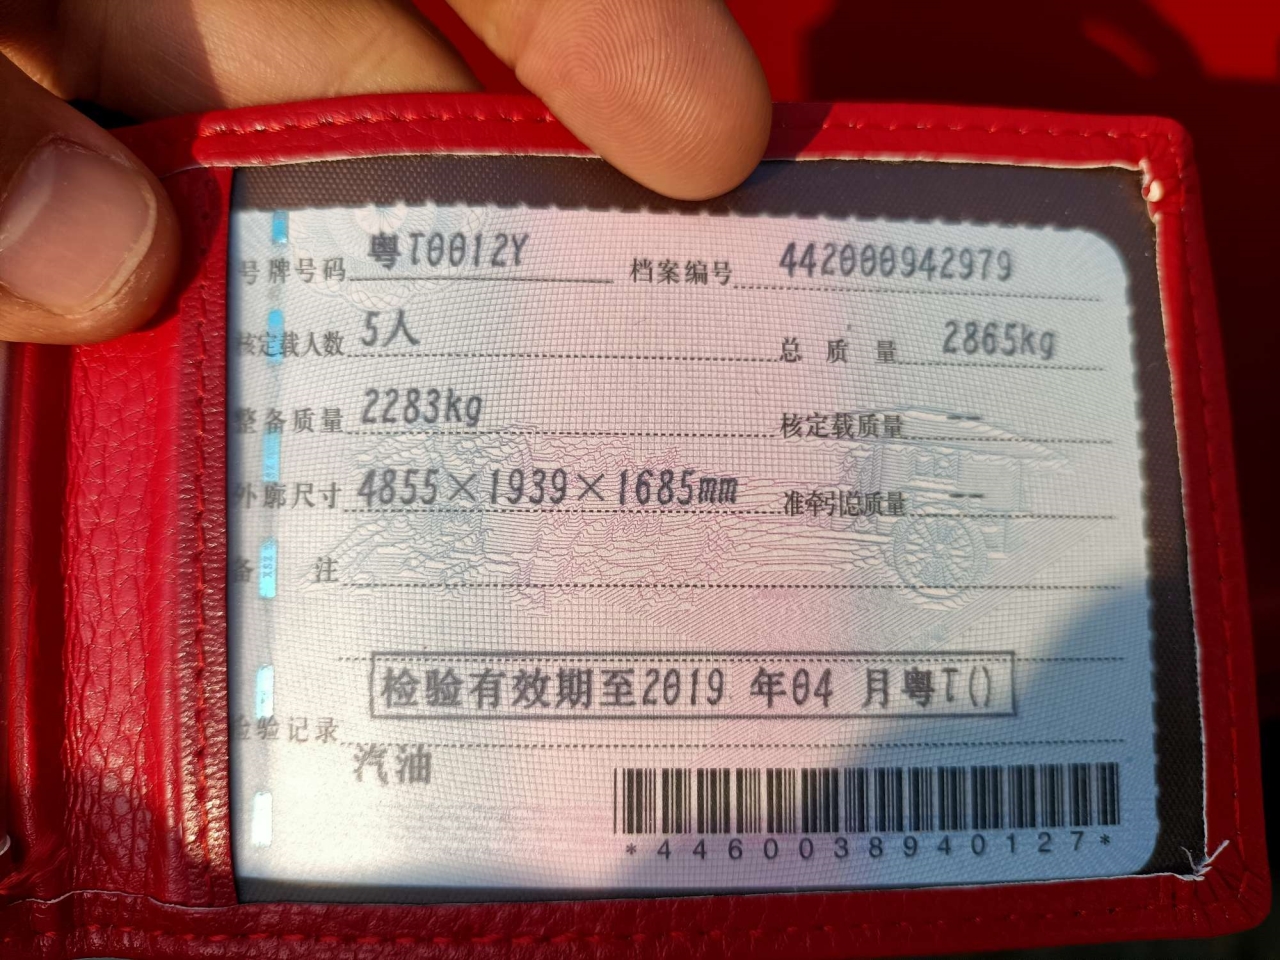 号牌号码 粤T0012Y 档案编号 442000942979
核定载人数 5人 总质量 2865kg
整备质量 2283kg 核定载质量 --
外廓尺寸 4855×1939×1685mm 准牵引总质量 --
备注
检验有效期至2019 年04 月粤T()
检验记录
汽油
*4460038940127*